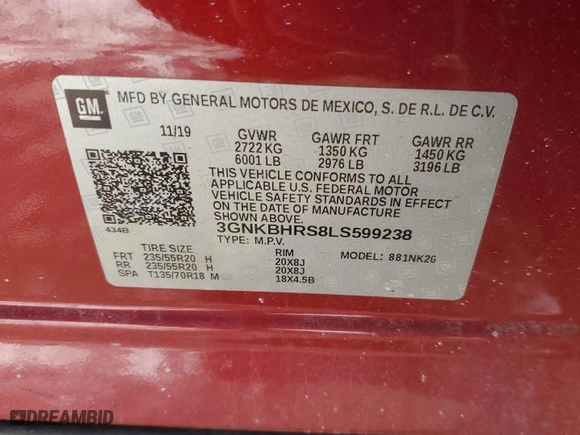 GM
MFD BY GENERAL MOTORS DE MEXICO, S. DE R.L. DE C.V.
11/19 GVWR GAWR FRT GAWR RR
2722 KG 1350 KG 1450 KG
6001 LB 2976 LB 3196 LB
THIS VEHICLE CONFORMS TO ALL
APPLICABLE U.S. FEDERAL MOTOR
VEHICLE SAFETY STANDARDS IN EFFECT
ON THE DATE OF MANUFACTURE
SHOWN ABOVE.
434B
3GNKBHRS8LS599238
TYPE: M.P.V. MODEL: 881NK26
TIRE SIZE RIM
FRT 235/55R20 H 20X8J
RR 235/55R20 H 20X8J
SPA T135/70R18 M 18X4.5B
DREAMBID